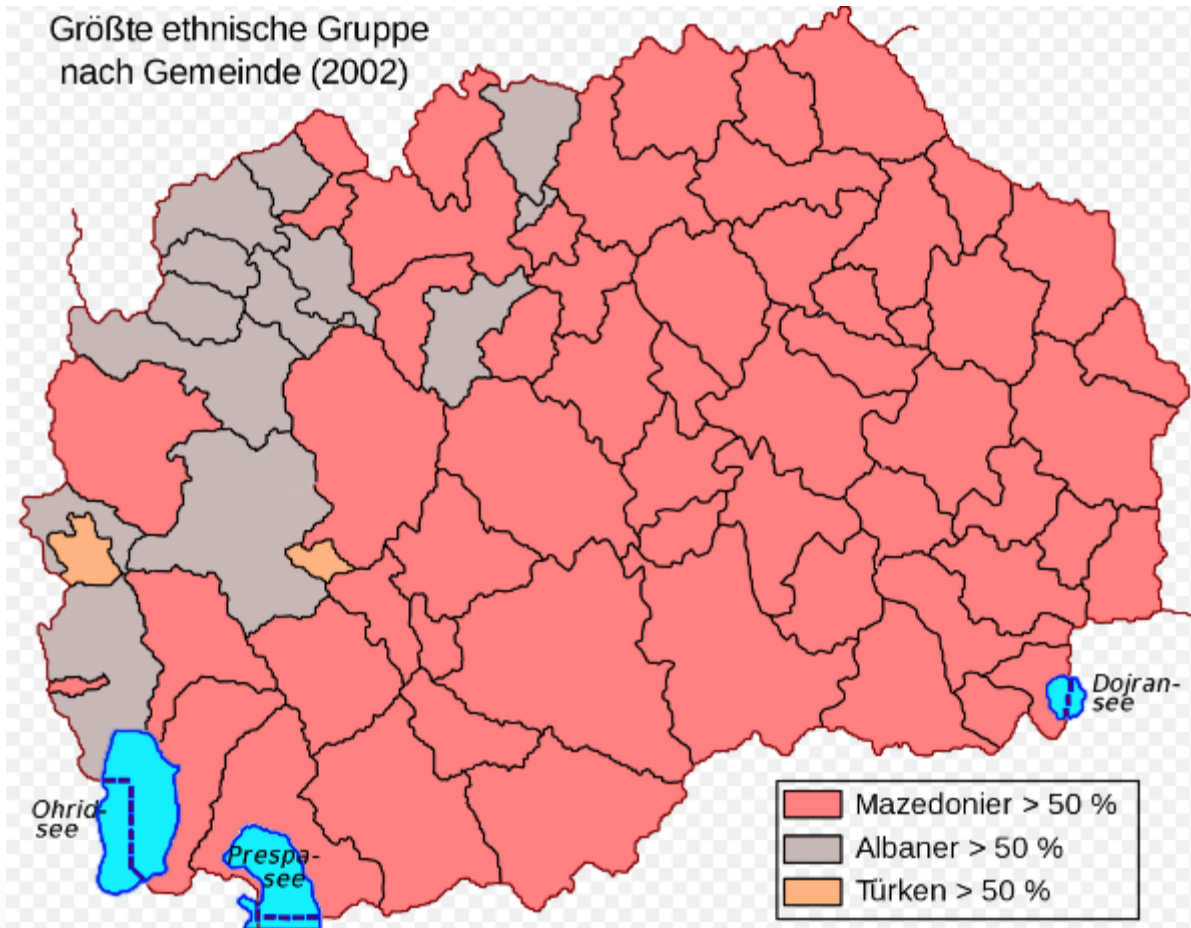 Größte ethnische Gruppe
nach Gemeinde (2002)
Dojran-
see
Ohrid-
see
Prespa-
see
Mazedonier > 50 %
Albaner > 50 %
Türken > 50 %